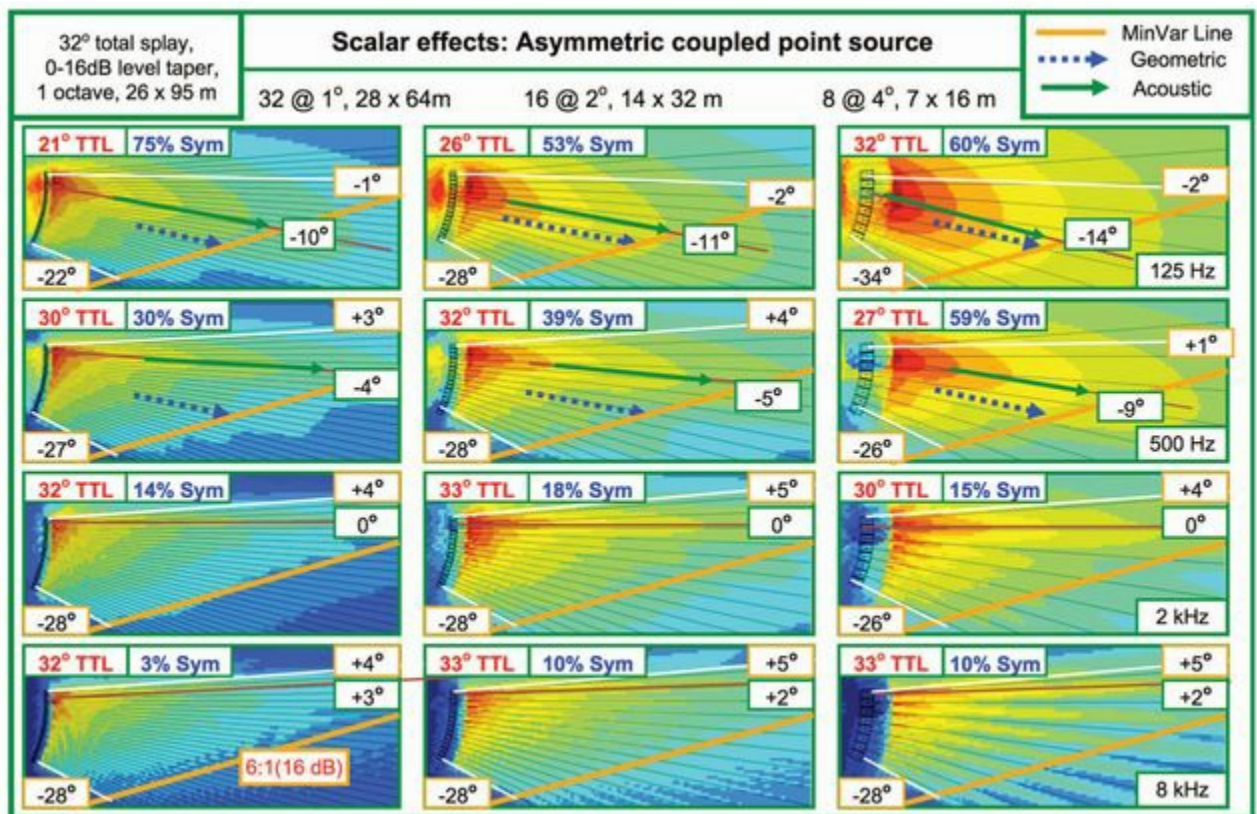 32° total splay,
0-16dB level taper,
1 octave, 26 x 95 m
Scalar effects: Asymmetric coupled point source
32 @ 1°, 28 x 64m
16 @ 2°, 14 x 32 m
8 @ 4°, 7 x 16 m
MinVar Line
Geometric
Acoustic
21° TTL 75% Sym
-1°
-10°
-22°
26° TTL 53% Sym
-2°
-11°
-28°
32° TTL 60% Sym
-2°
-14°
-34°
125 Hz
30° TTL 30% Sym
+3°
-4°
-27°
32° TTL 39% Sym
+4°
-5°
-28°
27° TTL 59% Sym
+1°
-9°
-26°
500 Hz
32° TTL 14% Sym
+4°
0°
-28°
33° TTL 18% Sym
+5°
0°
-28°
30° TTL 15% Sym
+4°
0°
-26°
2 kHz
32° TTL 3% Sym
+4°
+3°
6:1(16 dB)
-28°
33° TTL 10% Sym
+5°
+2°
-28°
33° TTL 10% Sym
+5°
+2°
-28°
8 kHz